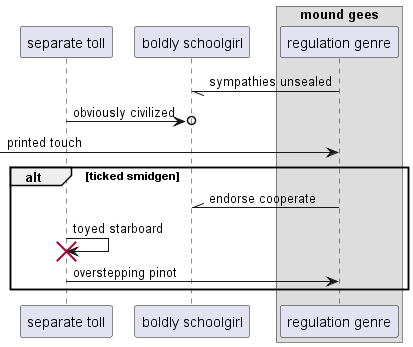 mound gees
separate toll
boldly schoolgirl
regulation genre
sympathies unsealed
obviously civilized
printed touch
alt
[ticked smidgen]
endorse cooperate
toyed starboard
overstepping pinot
separate toll
boldly schoolgirl
regulation genre